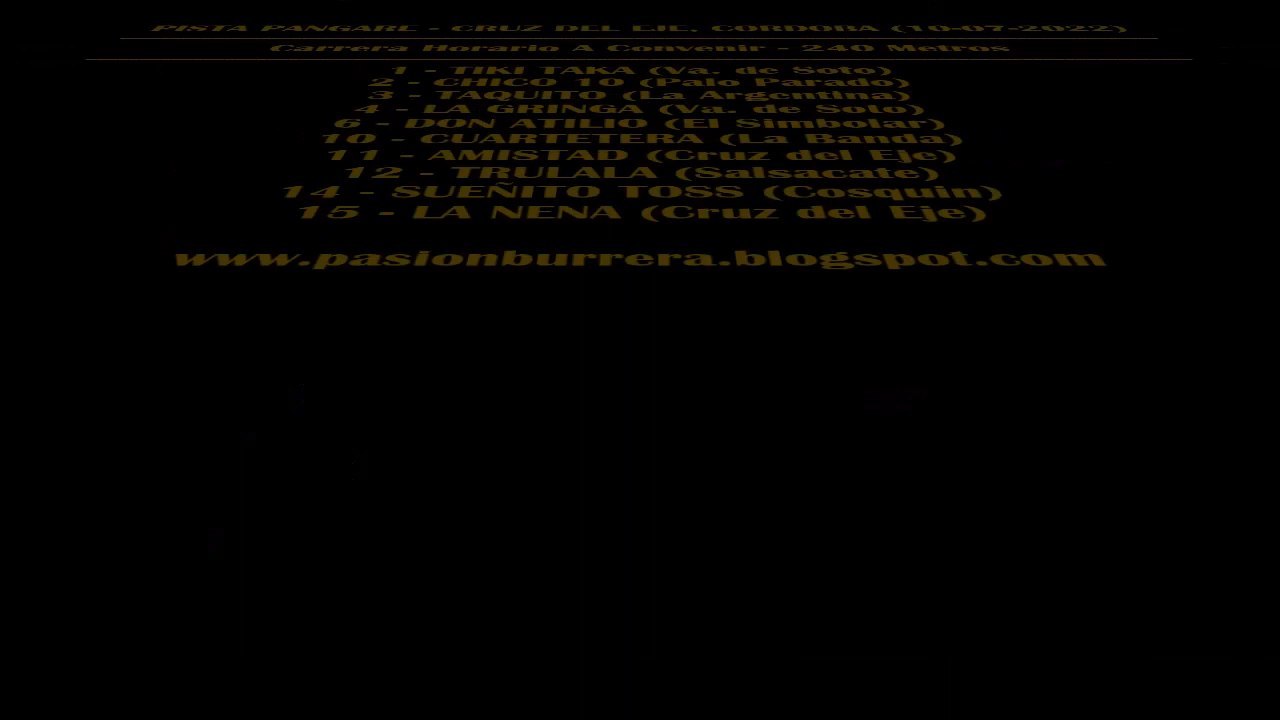 PISTA PANGARE - CRUZ DEL EJE, CORDOBA (10-07-2022)
Carrera Horario A Convenir - 240 Metros
1 - TIKI TAKA (Va. de Soto)
2 - CHICO 10 (Palo Parado)
3 - TAQUITO (La Argentina)
4 - LA GRINGA (Va. de Soto)
6 - DON ATILIO (El Simbolar)
10 - CUARTETERA (La Banda)
11 - AMISTAD (Cruz del Eje)
12 - TRULALA (Salsacate)
14 - SUEÑITO TOSS (Cosquin)
15 - LA NENA (Cruz del Eje)
www.pasionburrera.blogspot.com